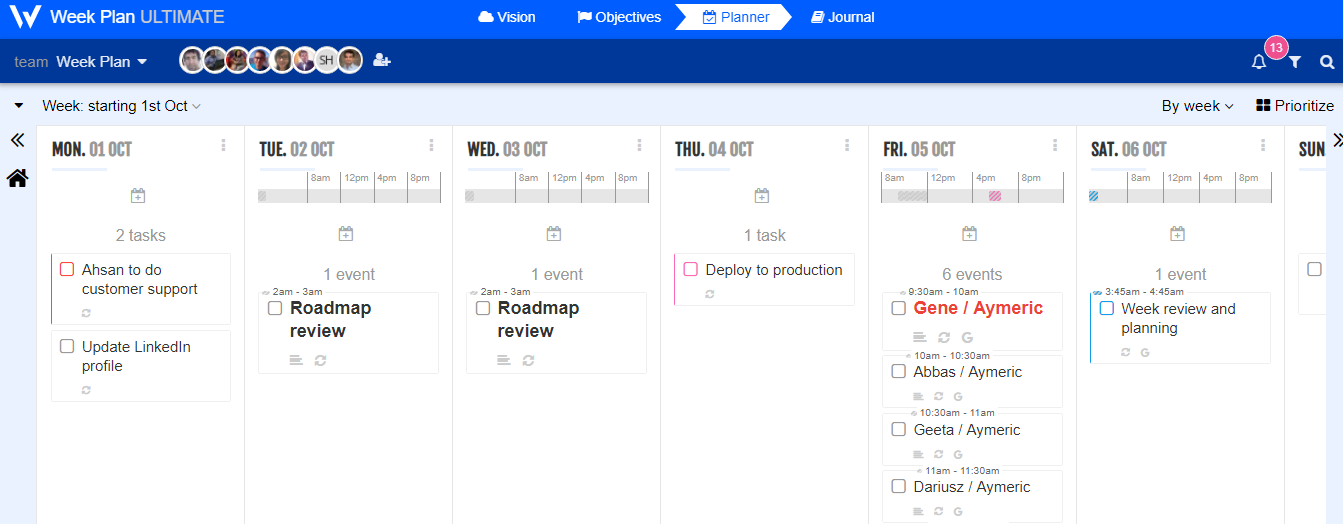 Week Plan ULTIMATE
Vision
Objectives
Planner
Journal
team Week Plan
SH
13
Week: starting 1st Oct
By week
Prioritize
MON. 01 OCT
2 tasks
Ahsan to do
customer support
Update LinkedIn
profile
TUE. 02 OCT
8am 12pm 4pm 8pm
1 event
2am - 3am
Roadmap
review
WED. 03 OCT
8am 12pm 4pm 8pm
1 event
2am - 3am
Roadmap
review
THU. 04 OCT
1 task
Deploy to production
FRI. 05 OCT
8am 12pm 4pm 8pm
6 events
9:30am - 10am
Gene / Aymeric
G
10am - 10:30am
Abbas / Aymeric
G
10:30am - 11am
Geeta / Aymeric
G
11am - 11:30am
Dariusz / Aymeric
G
SAT. 06 OCT
8am 12pm 4pm 8pm
1 event
3:45am - 4:45am
Week review and
planning
G
SUN